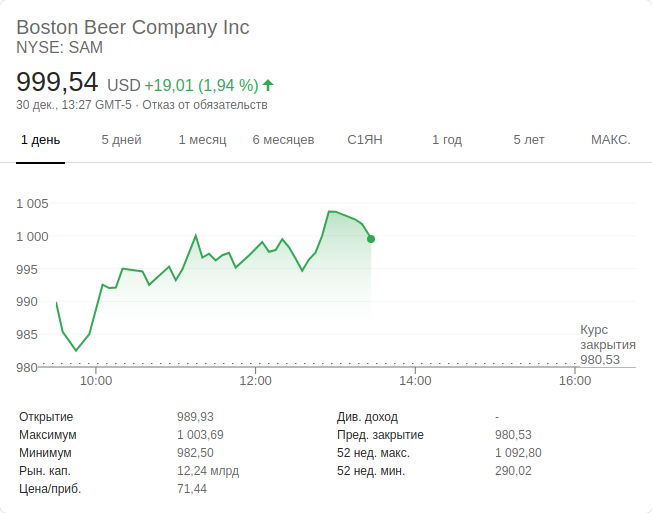 Boston Beer Company Inc
NYSE: SAM
999,54 USD +19,01 (1,94 %)
30 дек., 13:27 GMT-5 · Отказ от обязательств
1 день 5 дней 1 месяц 6 месяцев С1ЯН 1 год 5 лет МАКС.
1 005
1 000
995
990
985
980
Курс
закрытия
980,53
10:00 12:00 14:00 16:00
Открытие 989,93 Див. доход -
Максимум 1 003,69 Пред. закрытие 980,53
Минимум 982,50 52 нед. макс. 1 092,80
Рын. кап. 12,24 млрд 52 нед. мин. 290,02
Цена/приб. 71,44